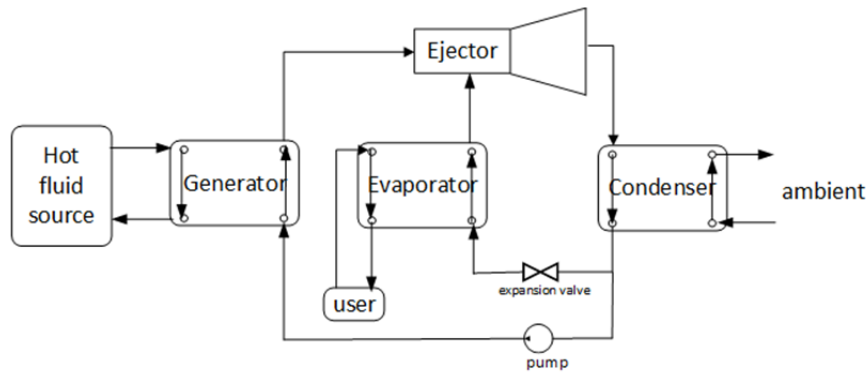 Ejector
Hot
fluid
source
Generator
Evaporator
Condenser
ambient
expansion valve
user
pump